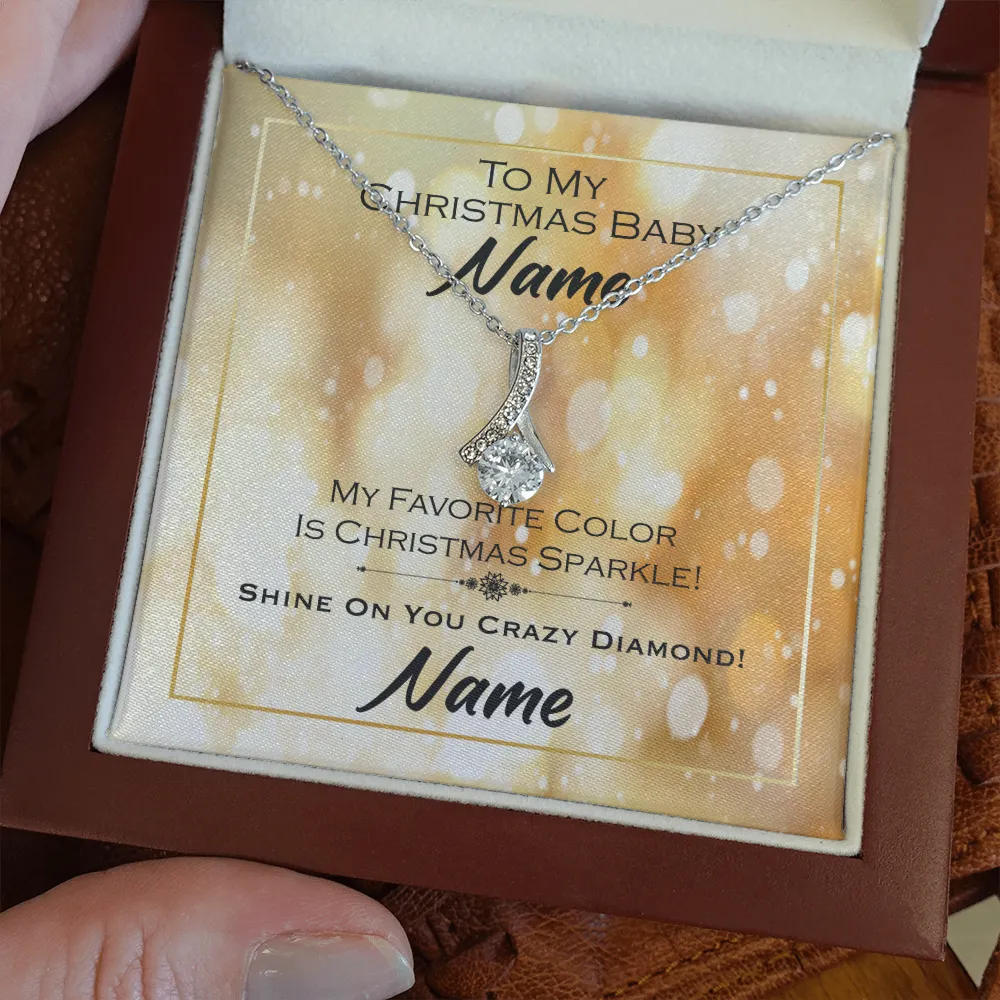 To My
Christmas Baby
Name
My Favorite Color
Is Christmas Sparkle!
Shine On You Crazy Diamond!
Name